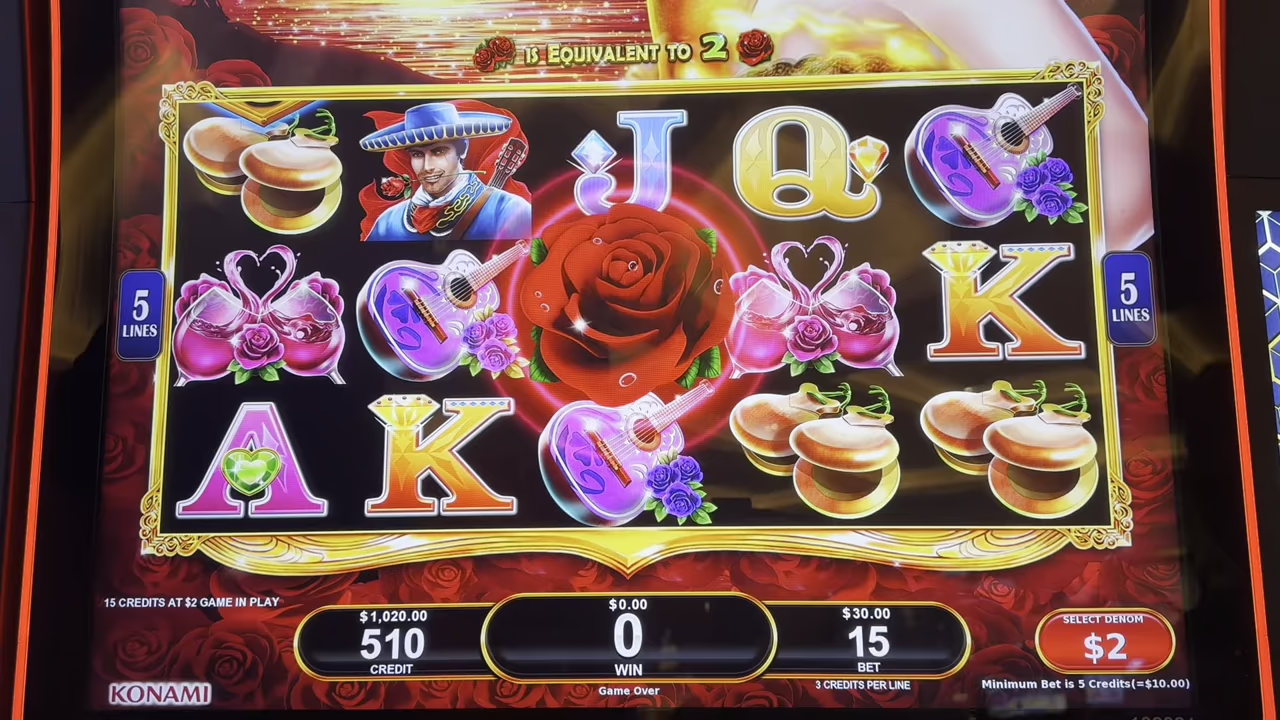 IS EQUIVALENT TO 2
J
Q
5
LINES
K
5
LINES
A
K
15 CREDITS AT $2 GAME IN PLAY
$1,020.00
510
CREDIT
$0.00
0
WIN
Game Over
$30.00
15
BET
3 CREDITS PER LINE
SELECT DENOM
$2
Minimum Bet is 5 Credits(=$10.00)
KONAMI